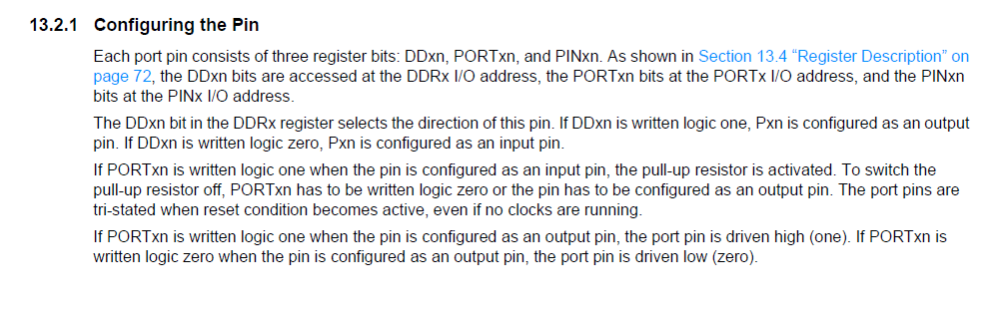 13.2.1 Configuring the Pin
Each port pin consists of three register bits: DDxn, PORTxn, and PINxn. As shown in Section 13.4 “Register Description” on
page 72, the DDxn bits are accessed at the DDRx I/O address, the PORTxn bits at the PORTx I/O address, and the PINxn
bits at the PINx I/O address.
The DDxn bit in the DDRx register selects the direction of this pin. If DDxn is written logic one, Pxn is configured as an output
pin. If DDxn is written logic zero, Pxn is configured as an input pin.
If PORTxn is written logic one when the pin is configured as an input pin, the pull-up resistor is activated. To switch the
pull-up resistor off, PORTxn has to be written logic zero or the pin has to be configured as an output pin. The port pins are
tri-stated when reset condition becomes active, even if no clocks are running.
If PORTxn is written logic one when the pin is configured as an output pin, the port pin is driven high (one). If PORTxn is
written logic zero when the pin is configured as an output pin, the port pin is driven low (zero).